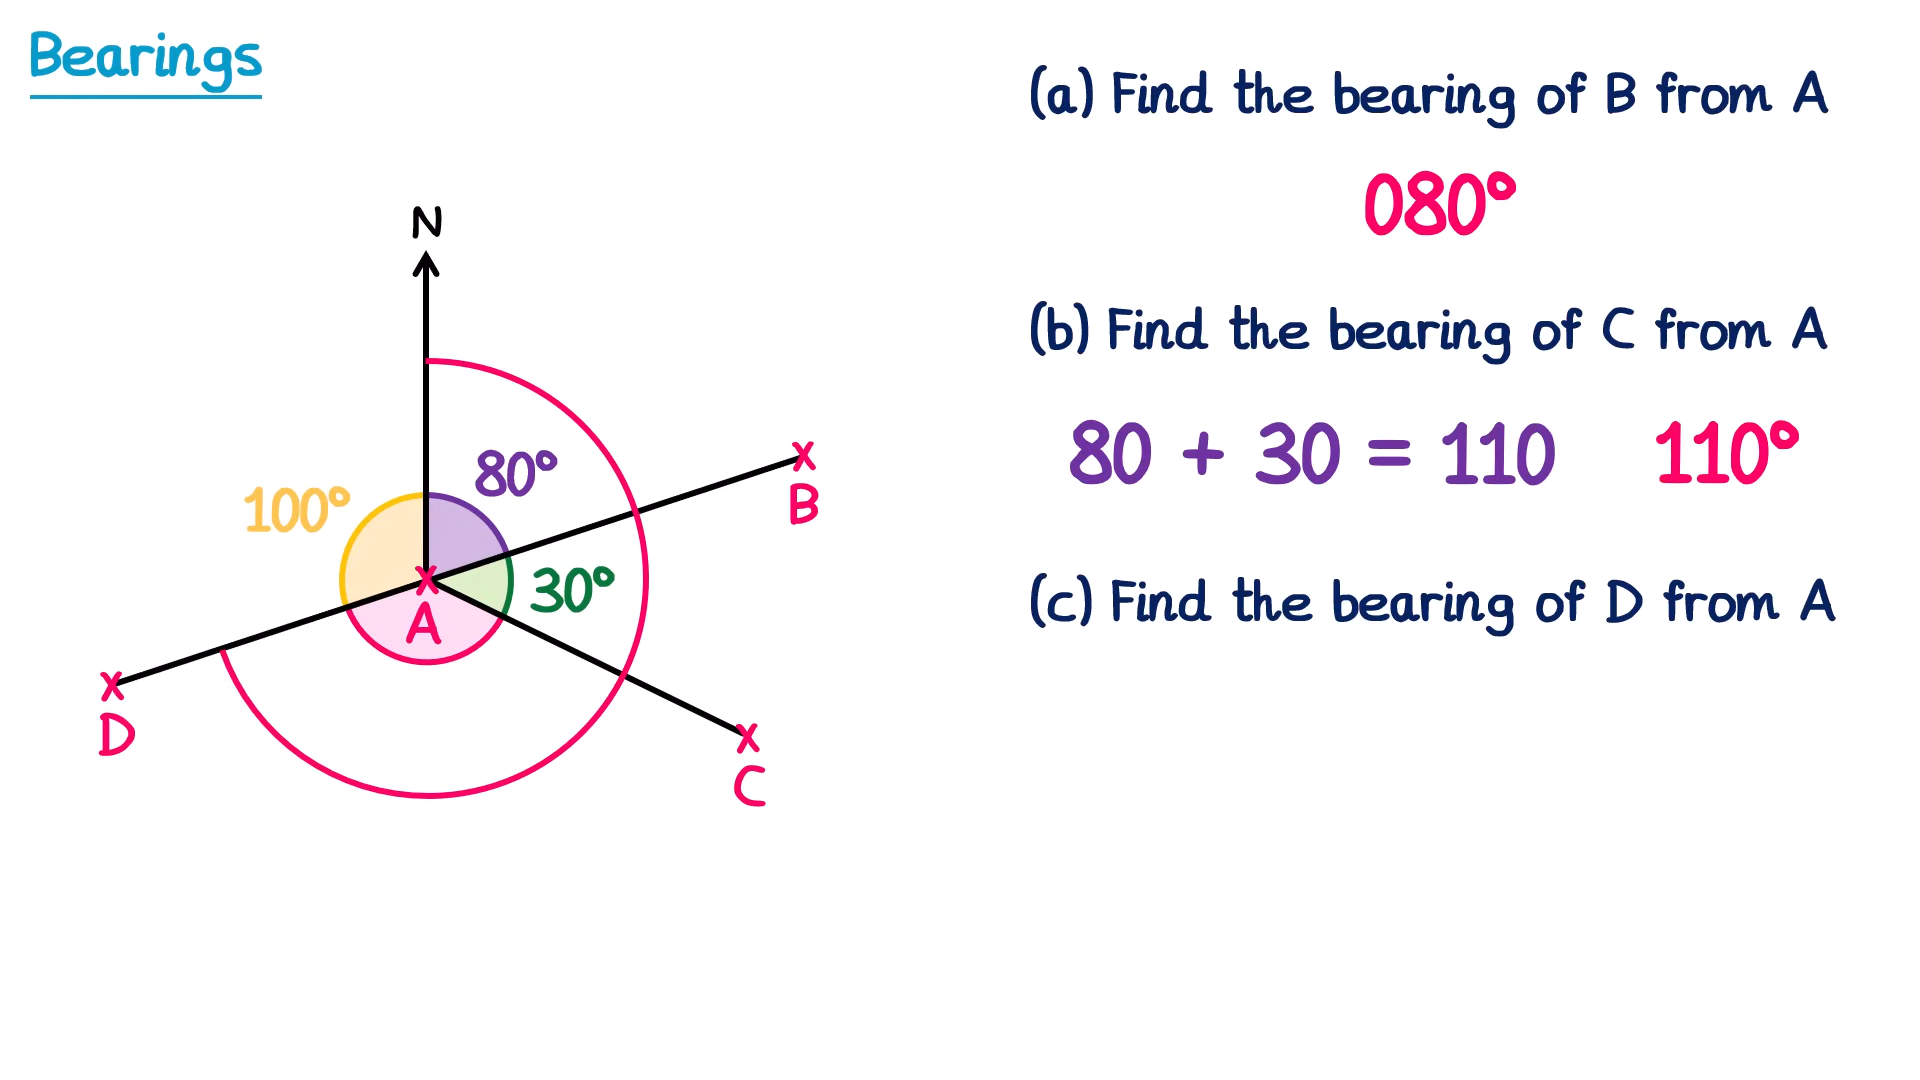 Bearings
(a) Find the bearing of B from A
080°
(b) Find the bearing of C from A
80 + 30 = 110 110°
(c) Find the bearing of D from A
N
80°
100°
B
30°
A
D
C